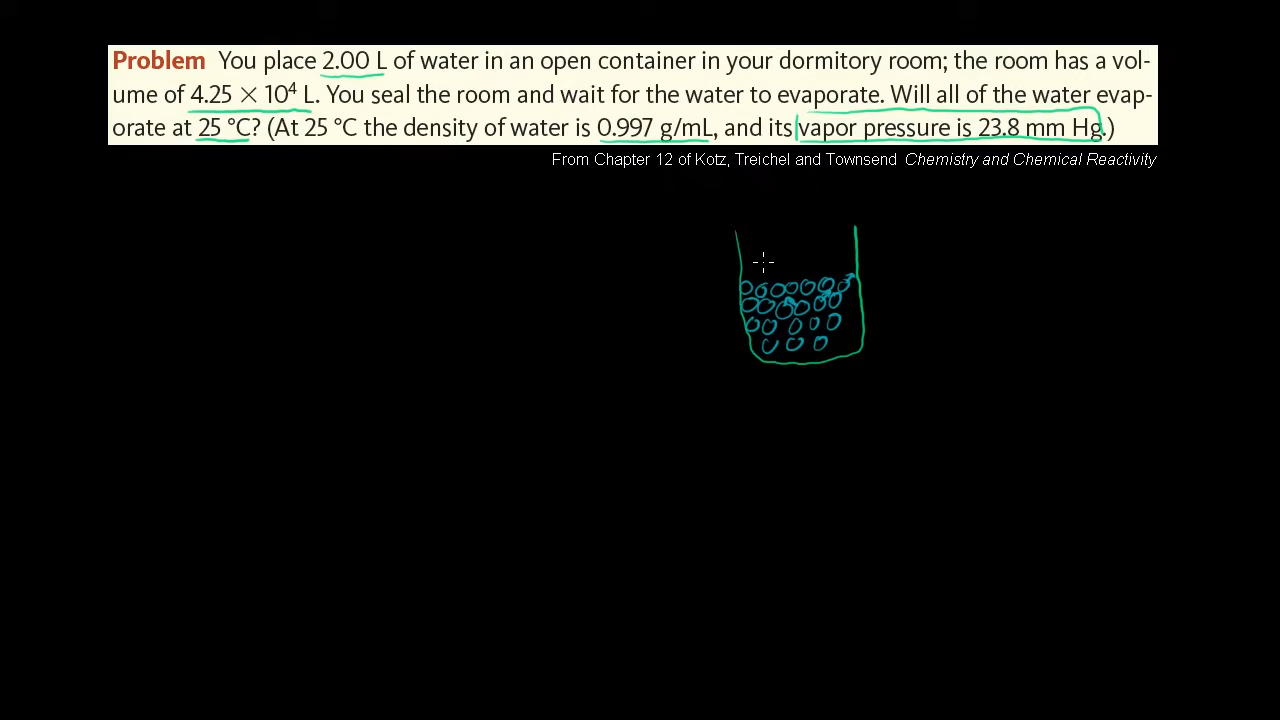 Problem You place 2.00 L of water in an open container in your dormitory room; the room has a vol-
ume of 4.25 × 10⁴ L. You seal the room and wait for the water to evaporate. Will all of the water evap-
orate at 25 °C? (At 25 °C the density of water is 0.997 g/mL, and its vapor pressure is 23.8 mm Hg.)
From Chapter 12 of Kotz, Treichel and Townsend Chemistry and Chemical Reactivity